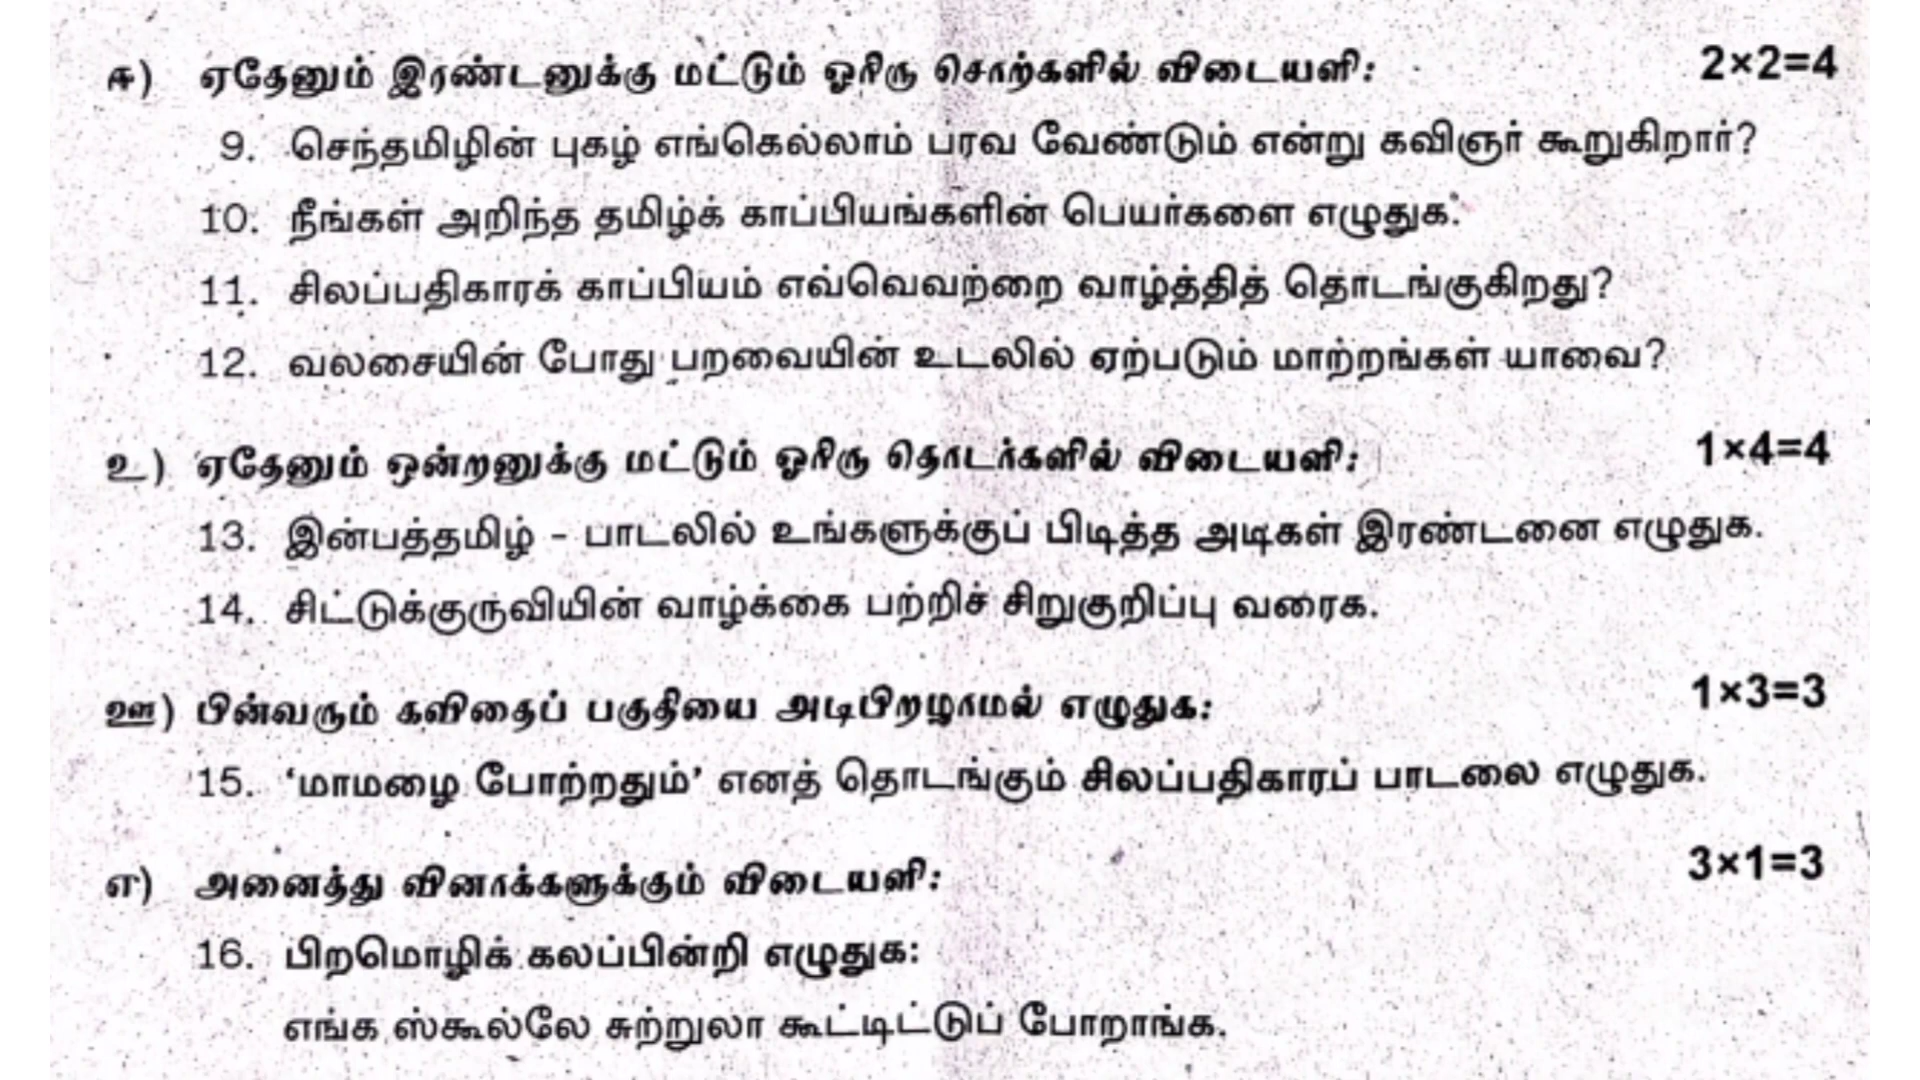 ஈ) ஏதேனும் இரண்டனுக்கு மட்டும் ஓரிரு சொற்களில் விடையளி: 2×2=4
9. செந்தமிழின் புகழ் எங்கெல்லாம் பரவ வேண்டும் என்று கவிஞர் கூறுகிறார்?
10. நீங்கள் அறிந்த தமிழ்க் காப்பியங்களின் பெயர்களை எழுதுக.
11. சிலப்பதிகாரக் காப்பியம் எவ்வெவற்றை வாழ்த்தித் தொடங்குகிறது?
12. வலசையின் போது பறவையின் உடலில் ஏற்படும் மாற்றங்கள் யாவை?
உ) ஏதேனும் ஒன்றனுக்கு மட்டும் ஓரிரு தொடர்களில் விடையளி: 1×4=4
13. இன்பத்தமிழ் - பாடலில் உங்களுக்குப் பிடித்த அடிகள் இரண்டனை எழுதுக.
14. சிட்டுக்குருவியின் வாழ்க்கை பற்றிச் சிறுகுறிப்பு வரைக.
ஊ) பின்வரும் கவிதைப் பகுதியை அடிபிறழாமல் எழுதுக: 1×3=3
15. ‘மாமழை போற்றதும்’ எனத் தொடங்கும் சிலப்பதிகாரப் பாடலை எழுதுக.
எ) அனைத்து வினாக்களுக்கும் விடையளி: 3×1=3
16. பிறமொழிக் கலப்பின்றி எழுதுக:
எங்க ஸ்கூல்லே சுற்றுலா கூட்டிட்டுப் போறாங்க.